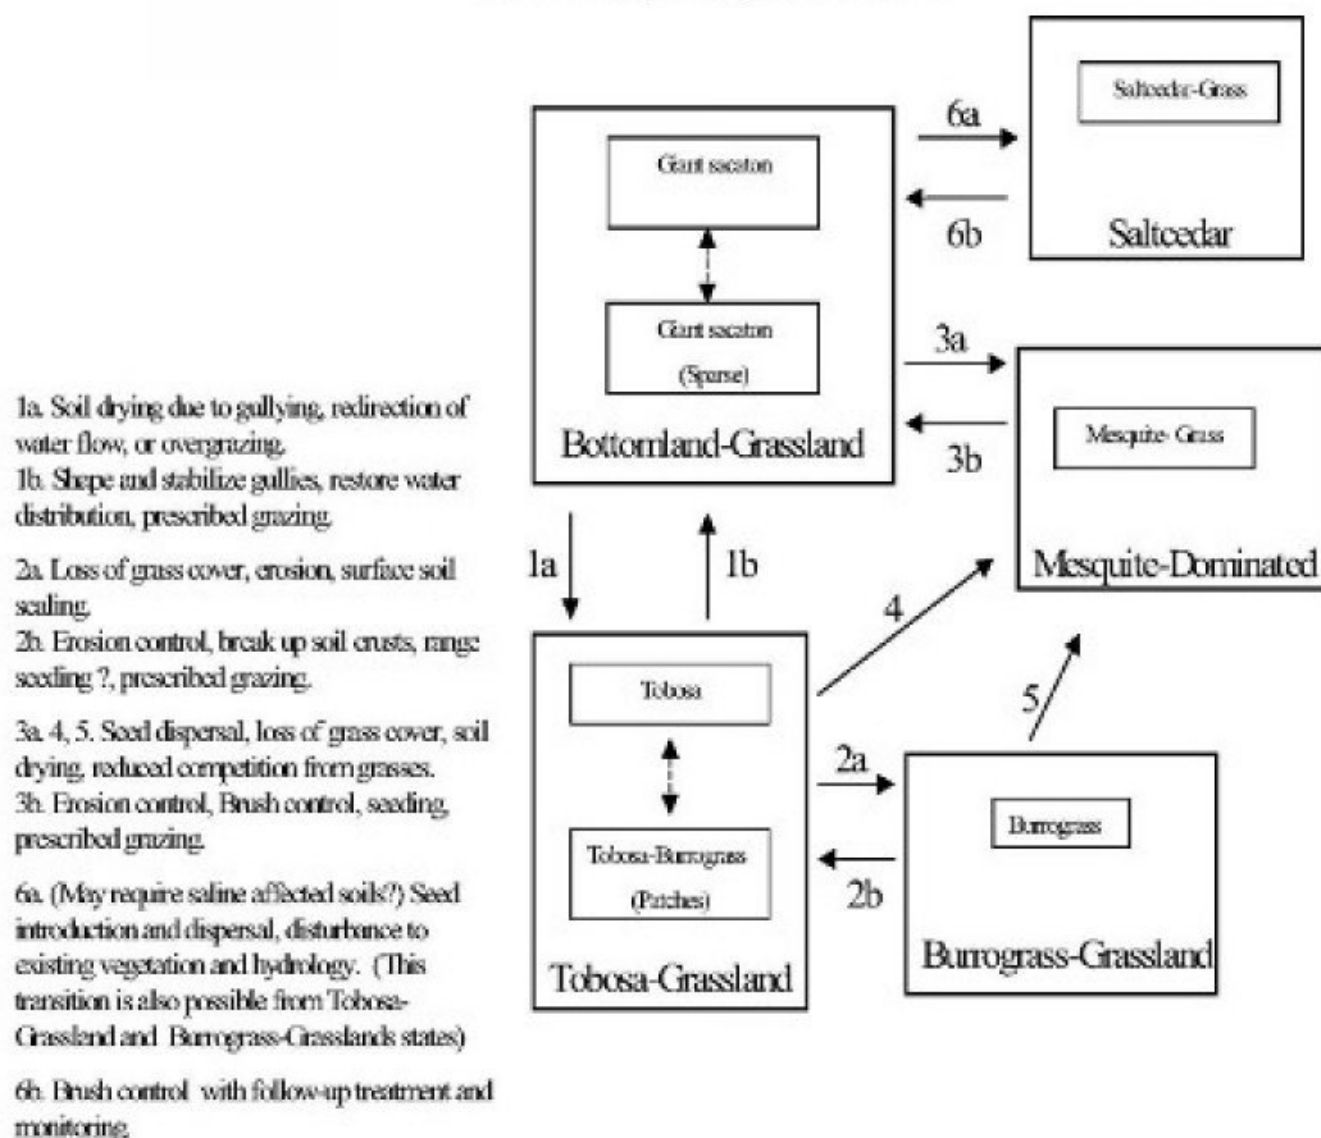 Saltcedar-Grass
6a
Giant sacaton
6b
Saltcedar
Giant sacaton
(Sparse)
3a
Bottomland-Grassland
Mesquite- Grass
3b
Mesquite-Dominated
1a
1b
4
5
Tobosa
2a
Burrograss
Tobosa-Burrograss
(Patches)
2b
Tobosa-Grassland
Burrograss-Grassland
1a. Soil drying due to gullying, redirection of
water flow, or overgrazing.
1b. Shape and stabilize gullies, restore water
distribution, prescribed grazing.
2a. Loss of grass cover, erosion, surface soil
sealing.
2b. Erosion control, break up soil crusts, range
seeding ?, prescribed grazing.
3a. 4, 5. Seed dispersal, loss of grass cover, soil
drying, reduced competition from grasses.
3b. Erosion control, Brush control, seeding,
prescribed grazing.
6a. (May require saline affected soils?) Seed
introduction and dispersal, disturbance to
existing vegetation and hydrology. (This
transition is also possible from Tobosa-
Grassland and Burrograss-Grasslands states)
6b. Brush control with follow-up treatment and
monitoring.